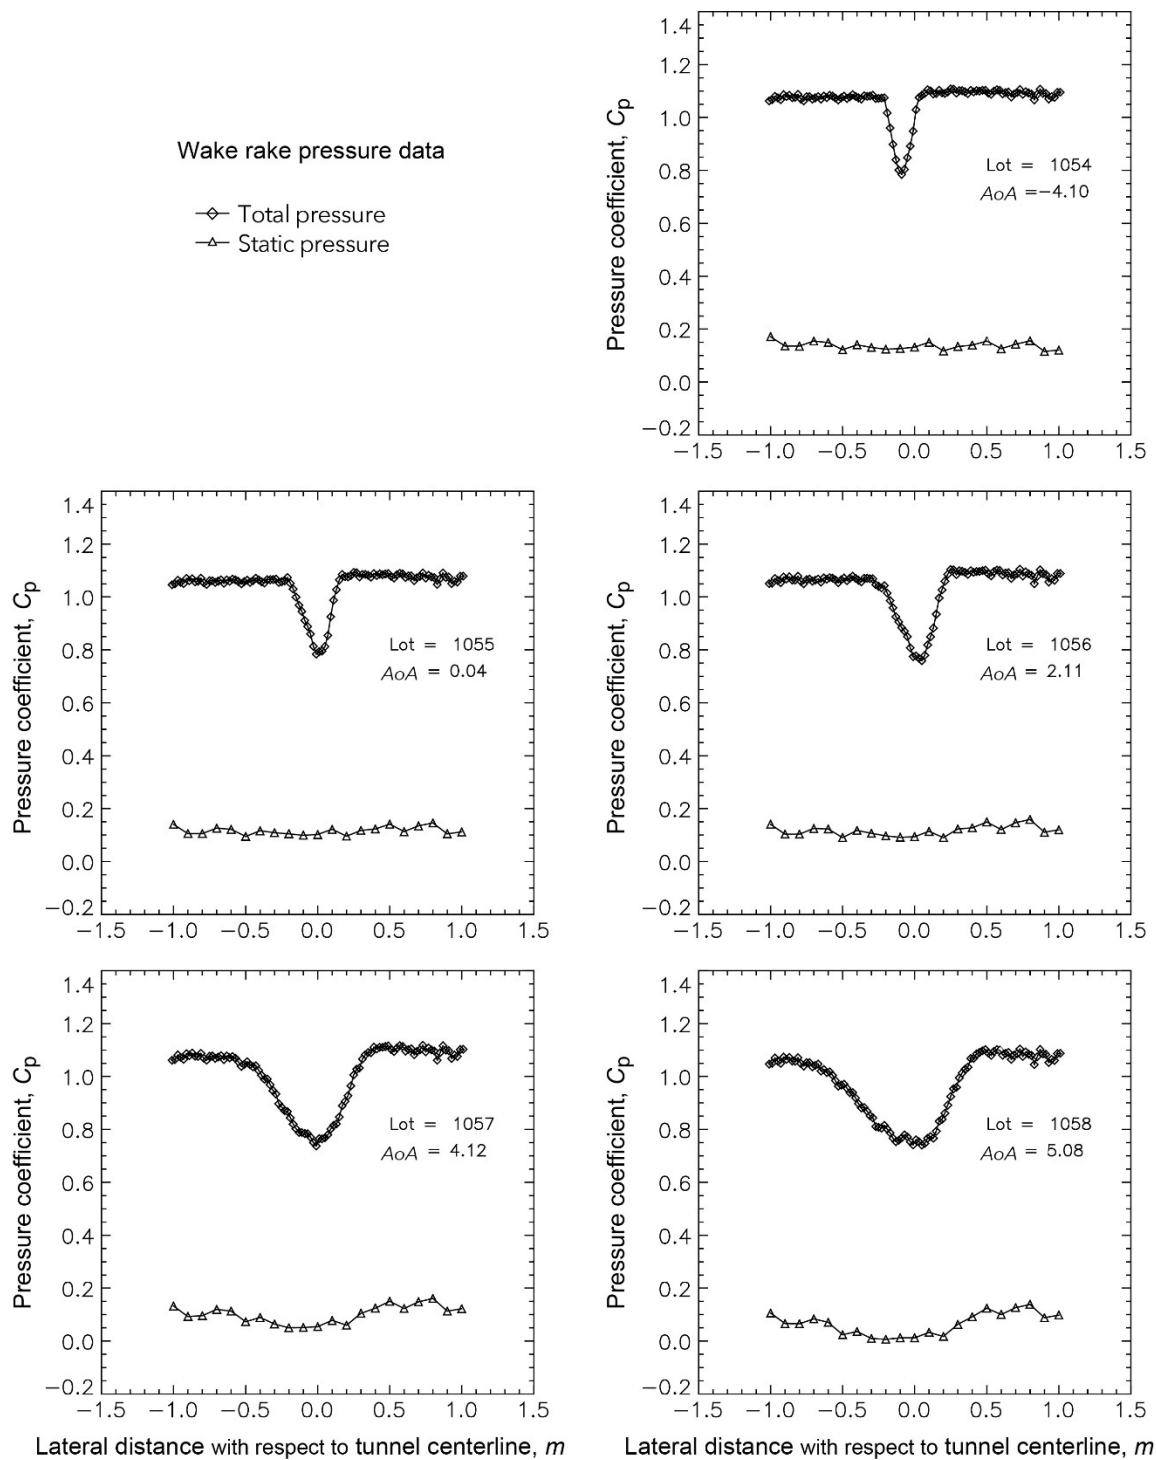 Wake rake pressure data
Total pressure
Static pressure
Pressure coefficient, Cp
1.4
1.2
1.0
0.8
0.6
0.4
0.2
0.0
−0.2
Lot = 1054
AoA =−4.10
−1.5 −1.0 −0.5 0.0 0.5 1.0 1.5
Pressure coefficient, Cp
1.4
1.2
1.0
0.8
0.6
0.4
0.2
0.0
−0.2
Lot = 1055
AoA = 0.04
−1.5 −1.0 −0.5 0.0 0.5 1.0 1.5
Pressure coefficient, Cp
1.4
1.2
1.0
0.8
0.6
0.4
0.2
0.0
−0.2
Lot = 1056
AoA = 2.11
−1.5 −1.0 −0.5 0.0 0.5 1.0 1.5
Pressure coefficient, Cp
1.4
1.2
1.0
0.8
0.6
0.4
0.2
0.0
−0.2
Lot = 1057
AoA = 4.12
−1.5 −1.0 −0.5 0.0 0.5 1.0 1.5
Lateral distance with respect to tunnel centerline, m
Pressure coefficient, Cp
1.4
1.2
1.0
0.8
0.6
0.4
0.2
0.0
−0.2
Lot = 1058
AoA = 5.08
−1.5 −1.0 −0.5 0.0 0.5 1.0 1.5
Lateral distance with respect to tunnel centerline, m